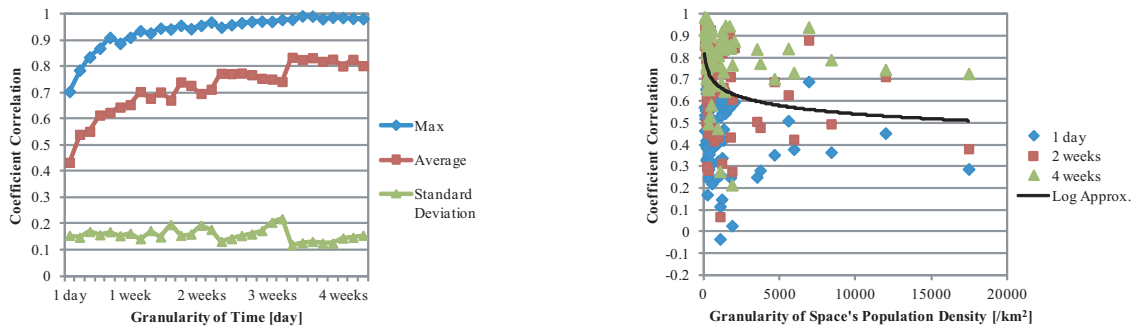 1
0.9
0.8
0.7
0.6
0.5
0.4
0.3
0.2
0.1
0
Coefficient Correlation
1 day 1 week 2 weeks 3 weeks 4 weeks
Granularity of Time [day]
Max
Average
Standard
Deviation
1
0.9
0.8
0.7
0.6
0.5
0.4
0.3
0.2
0.1
0
-0.1
-0.2
Coefficient Correlation
0 5000 10000 15000 20000
Granularity of Space's Population Density [/km²]
1 day
2 weeks
4 weeks
Log Approx.